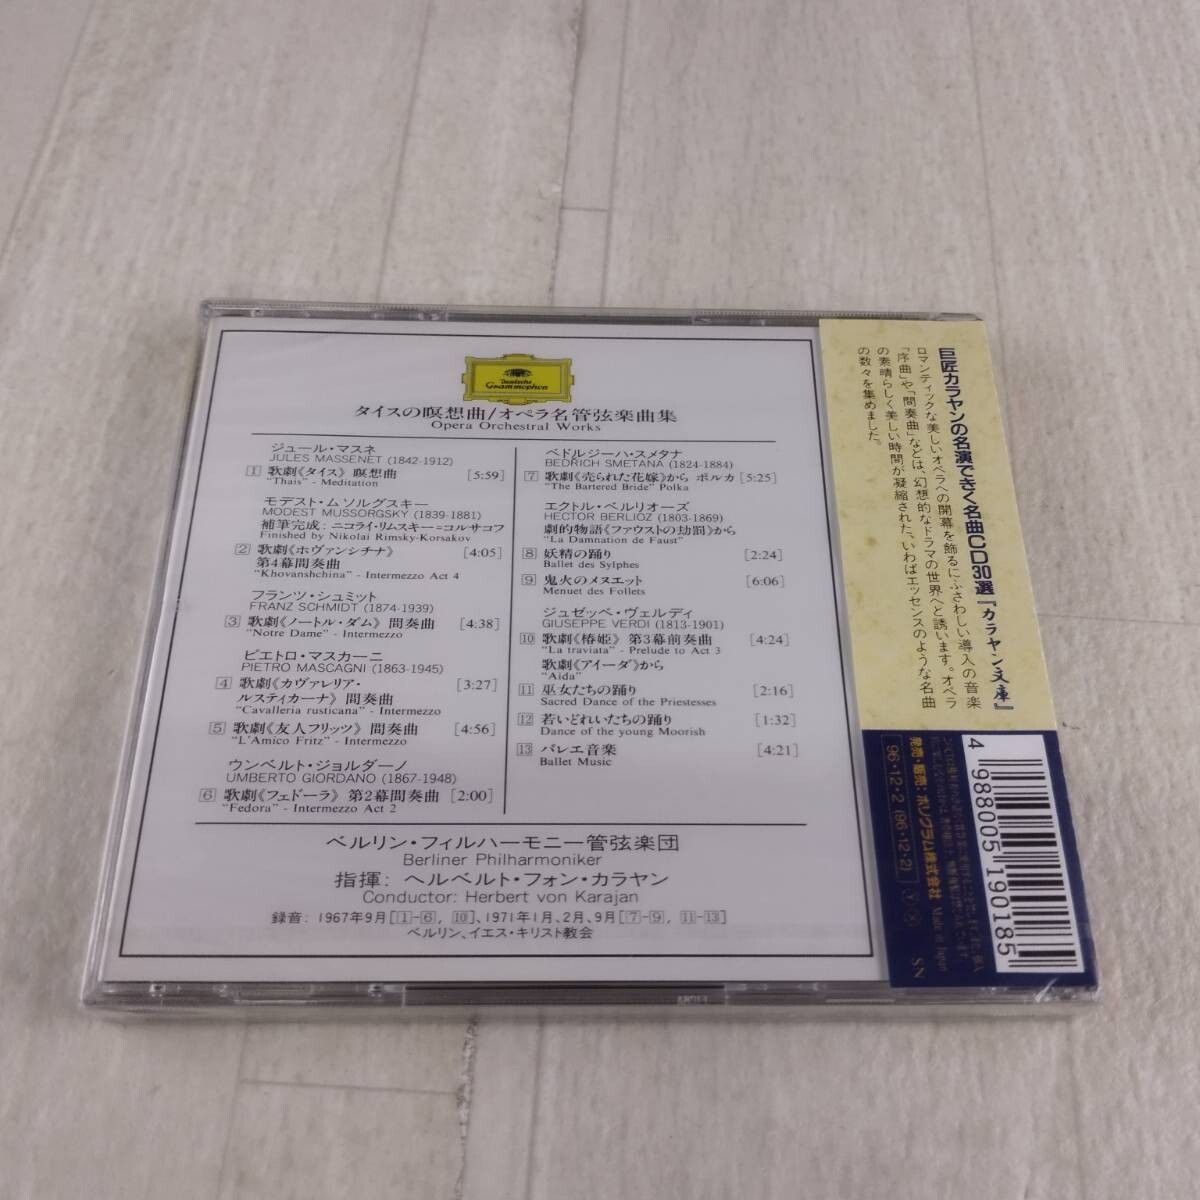 Deutsche
Grammophon
タイスの瞑想曲/オペラ名管弦楽曲集
Opera Orchestral Works
ジュール・マスネ
JULES MASSENET (1842-1912)
1 歌劇《タイス》 瞑想曲 [5:59]
"Thaïs" - Meditation
モデスト・ムソルグスキー
MODEST MUSSORGSKY (1839-1881)
補筆完成: ニコライ・リムスキー=コルサコフ
Finished by Nikolai Rimsky-Korsakov
2 歌劇《ホヴァンシチナ》 [4:05]
第4幕間奏曲
"Khovanshchina" - Intermezzo Act 4
フランツ・シュミット
FRANZ SCHMIDT (1874-1939)
3 歌劇《ノートル・ダム》 間奏曲 [4:38]
"Notre Dame" - Intermezzo
ピエトロ・マスカーニ
PIETRO MASCAGNI (1863-1945)
4 歌劇《カヴァレリア・ [3:27]
ルスティカーナ》 間奏曲
"Cavalleria rusticana" - Intermezzo
5 歌劇《友人フリッツ》 間奏曲 [4:56]
"L'Amico Fritz" - Intermezzo
ウンベルト・ジョルダーノ
UMBERTO GIORDANO (1867-1948)
6 歌劇《フェドーラ》 第2幕間奏曲 [2:00]
"Fedora" - Intermezzo Act 2
ベドルジーハ・スメタナ
BEDRICH SMETANA (1824-1884)
7 歌劇《売られた花嫁》から ポルカ [5:25]
"The Bartered Bride" Polka
エクトル・ベルリオーズ
HECTOR BERLIOZ (1803-1869)
劇的物語《ファウストの劫罰》から
"La Damnation de Faust"
8 妖精の踊り [2:24]
Ballet des Sylphes
9 鬼火のメヌエット [6:06]
Menuet des Follets
ジュゼッペ・ヴェルディ
GIUSEPPE VERDI (1813-1901)
10 歌劇《椿姫》 第3幕前奏曲 [4:24]
"La traviata" - Prelude to Act 3
歌劇《アイーダ》から
"Aida"
11 巫女たちの踊り [2:16]
Sacred Dance of the Priestesses
12 若いどれいたちの踊り [1:32]
Dance of the young Moorish
13 バレエ音楽 [4:21]
Ballet Music
ベルリン・フィルハーモニー管弦楽団
Berliner Philharmoniker
指揮: ヘルベルト・フォン・カラヤン
Conductor: Herbert von Karajan
録音: 1967年9月[1-6, 10]、1971年1月、2月、9月[7-9, 11-13]
ベルリン、イエス・キリスト教会
巨匠カラヤンの名演できく名曲CD30選『カラヤン文庫』
ロマンティックな美しいオペラへの開幕を飾るにふさわしい導入の音楽
「序曲」や「間奏曲」などは、幻想的なドラマの世界へと誘います。オペラ
の素晴らしく美しい時間が凝縮された、いわばエッセンスのような名曲
の数々を集めました。
4 988005 190185
発売・販売: ポリグラム株式会社 Made in Japan
96・12・2 (96・12・2) Y X
SN